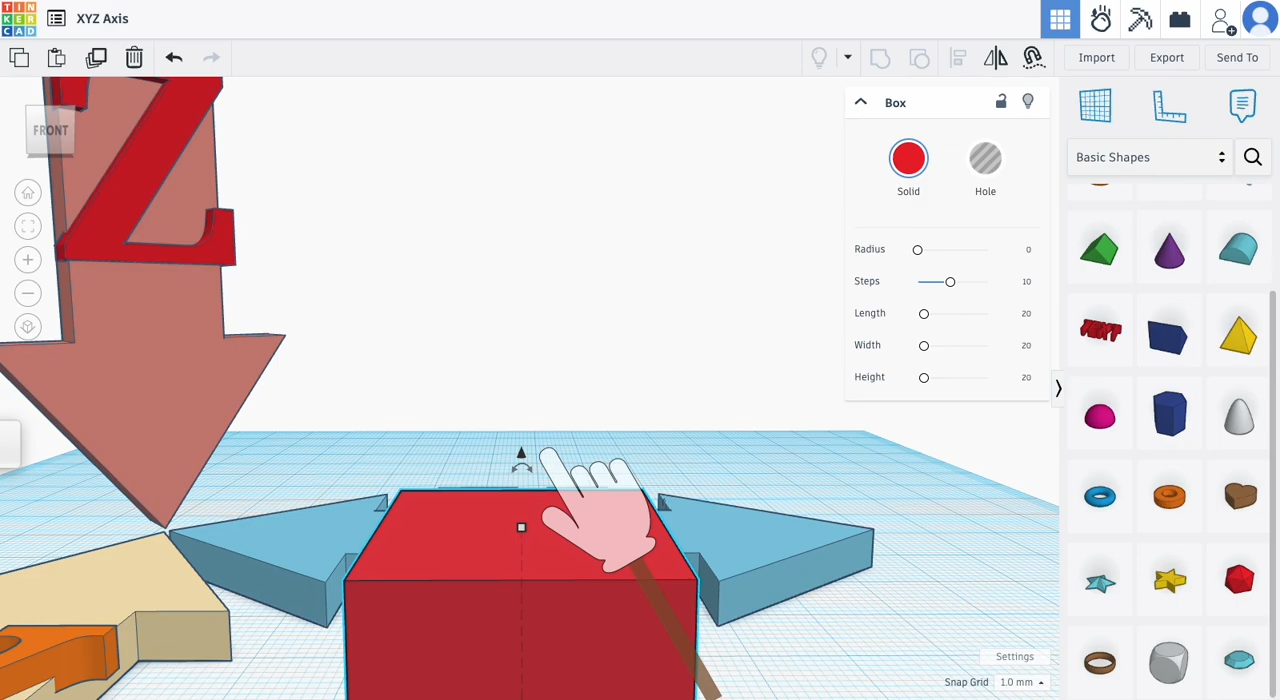 TIN
KER
CAD
XYZ Axis
Import
Export
Send To
Z
FRONT
Box
Solid
Hole
Radius 0
Steps 10
Length 20
Width 20
Height 20
Basic Shapes
TEXT
Settings
Snap Grid 1.0 mm